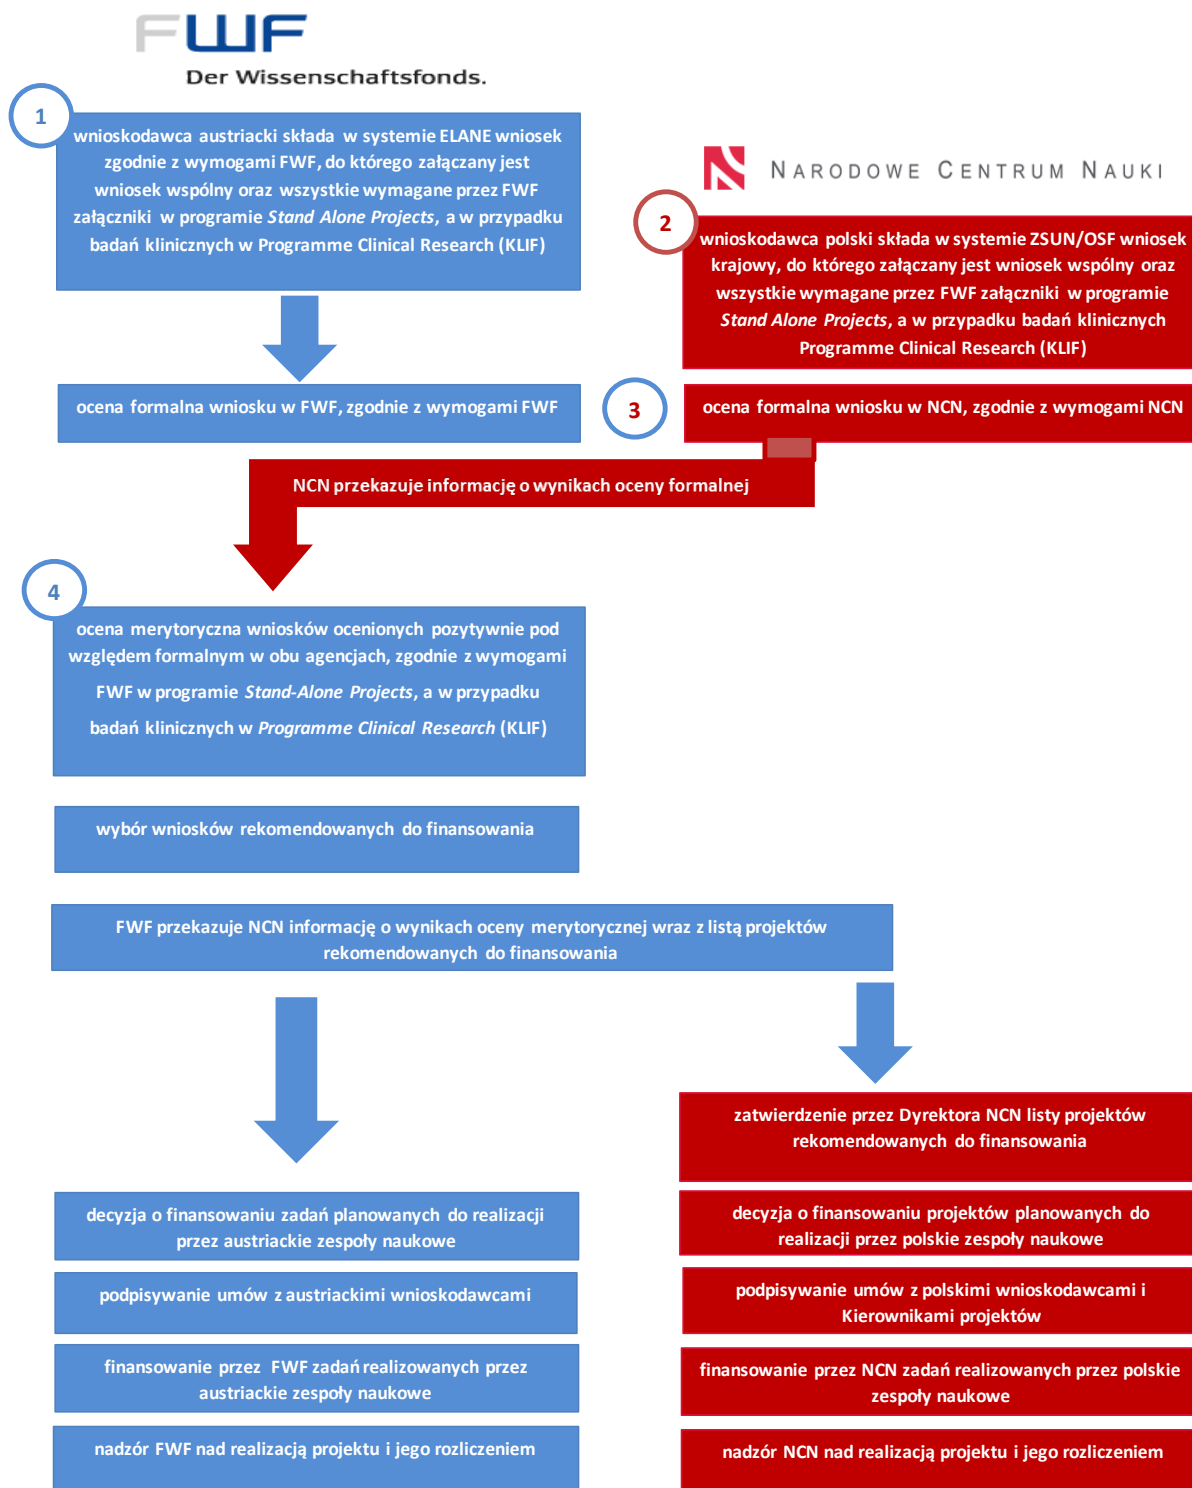 FWF
Der Wissenschaftsfonds.
1
wnioskodawca austriacki składa w systemie ELANE wniosek
zgodnie z wymogami FWF, do którego załączany jest
wniosek wspólny oraz wszystkie wymagane przez FWF
załączniki w programie Stand Alone Projects, a w przypadku
badań klinicznych w Programme Clinical Research (KLIF)
NARODOWE CENTRUM NAUKI
2
wnioskodawca polski składa w systemie ZSUN/OSF wniosek
krajowy, do którego załączany jest wniosek wspólny oraz
wszystkie wymagane przez FWF załączniki w programie
Stand Alone Projects, a w przypadku badań klinicznych
Programme Clinical Research (KLIF)
ocena formalna wniosku w FWF, zgodnie z wymogami FWF
3
ocena formalna wniosku w NCN, zgodnie z wymogami NCN
NCN przekazuje informację o wynikach oceny formalnej
4
ocena merytoryczna wniosków ocenionych pozytywnie pod
względem formalnym w obu agencjach, zgodnie z wymogami
FWF w programie Stand-Alone Projects, a w przypadku
badań klinicznych w Programme Clinical Research (KLIF)
wybór wniosków rekomendowanych do finansowania
FWF przekazuje NCN informację o wynikach oceny merytorycznej wraz z listą projektów
rekomendowanych do finansowania
zatwierdzenie przez Dyrektora NCN listy projektów
rekomendowanych do finansowania
decyzja o finansowaniu zadań planowanych do realizacji
przez austriackie zespoły naukowe
decyzja o finansowaniu projektów planowanych do
realizacji przez polskie zespoły naukowe
podpisywanie umów z austriackimi wnioskodawcami
podpisywanie umów z polskimi wnioskodawcami i
Kierownikami projektów
finansowanie przez FWF zadań realizowanych przez
austriackie zespoły naukowe
finansowanie przez NCN zadań realizowanych przez polskie
zespoły naukowe
nadzór FWF nad realizacją projektu i jego rozliczeniem
nadzór NCN nad realizacją projektu i jego rozliczeniem